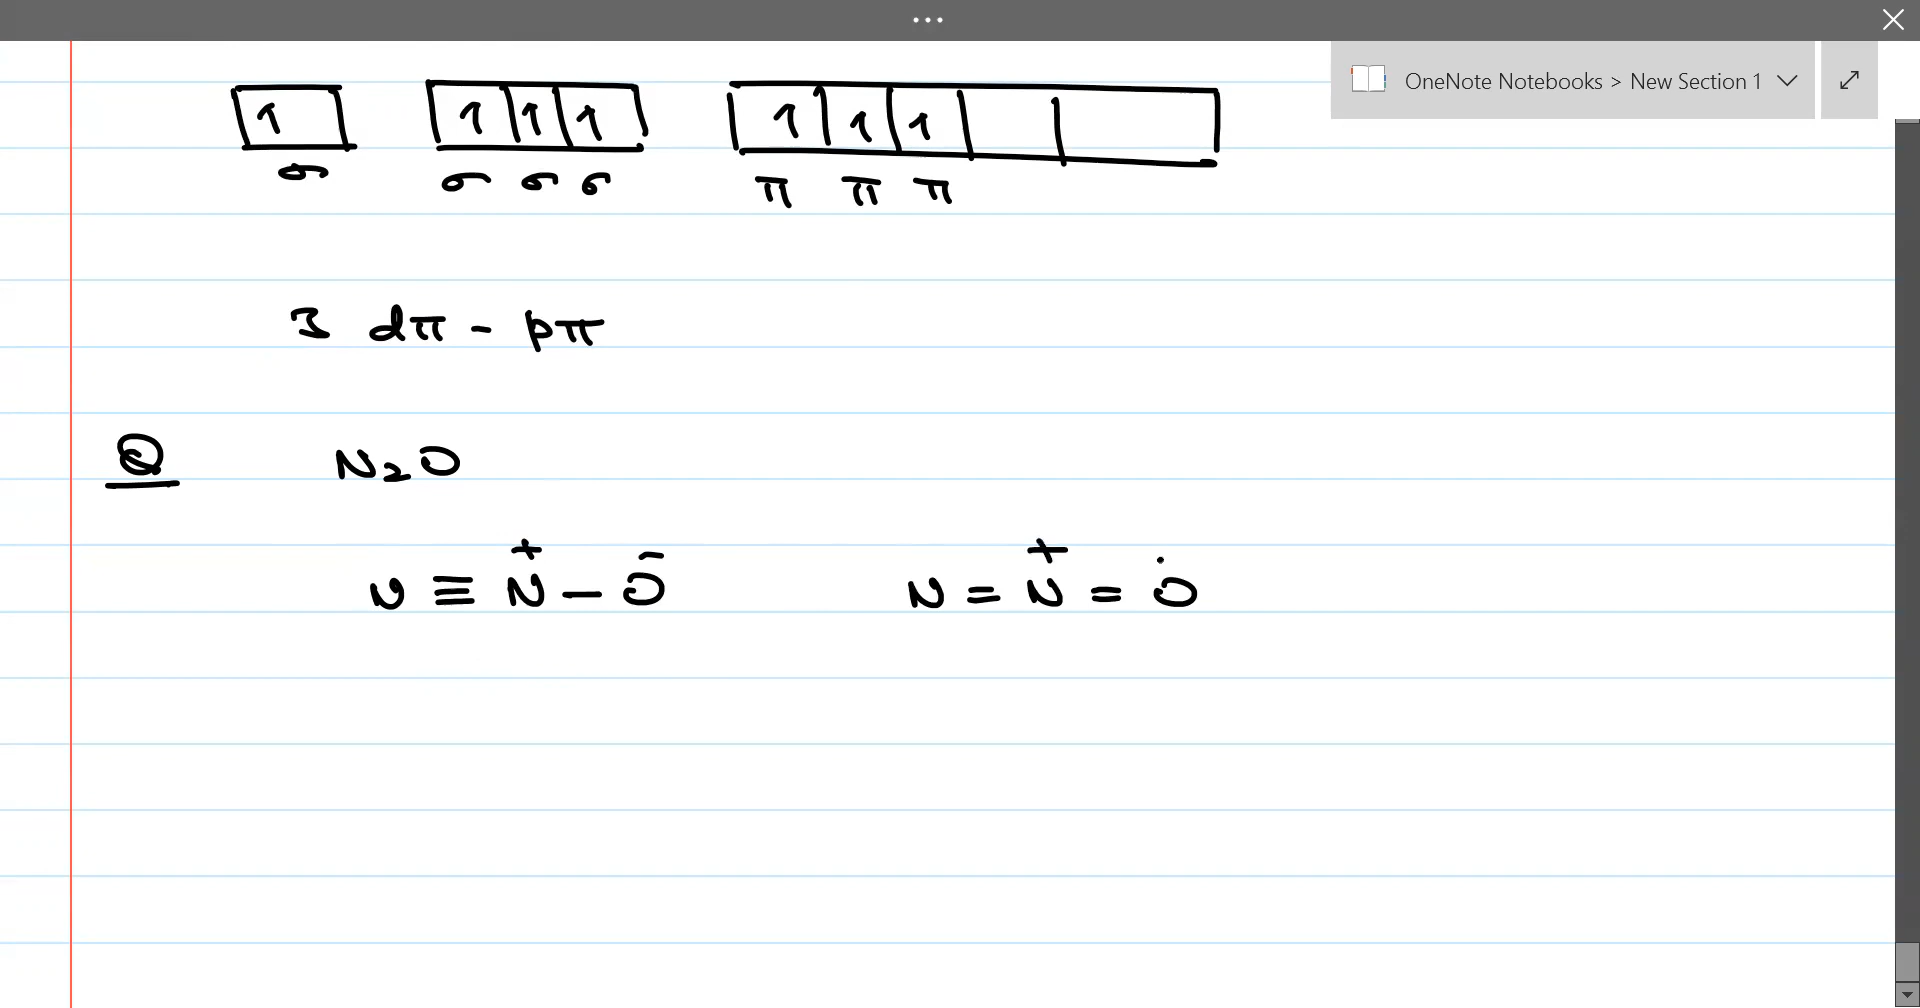 ...
OneNote Notebooks > New Section 1
1 1 1 1 1 1 1
σ σ σ σ π π π
3 dπ - pπ
Q N₂O
N ≡ N⁺ - O⁻ N = N⁺ = O